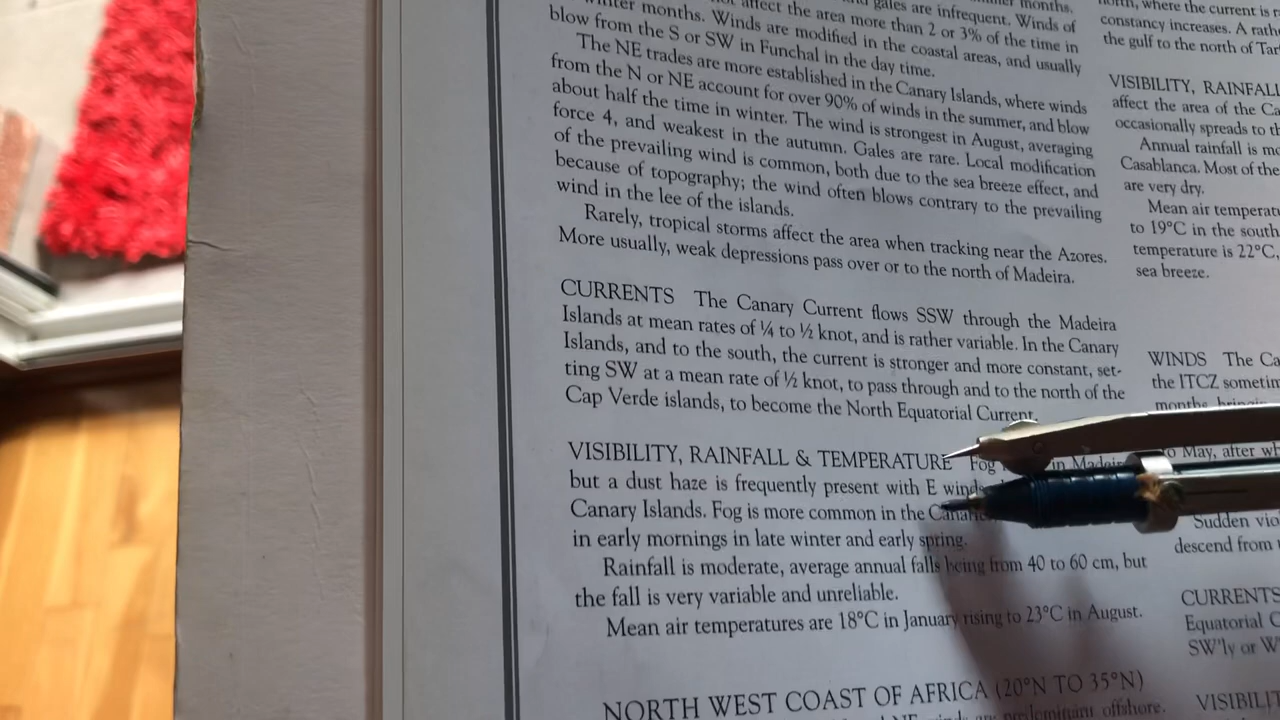 winter months. Winds are modified in the coastal areas, and usually
affect the area more than 2 or 3% of the time in
gales are infrequent. Winds of
blow from the S or SW in Funchal in the day time.
The NE trades are more established in the Canary Islands, where winds
from the N or NE account for over 90% of winds in the summer, and blow
about half the time in winter. The wind is strongest in August, averaging
force 4, and weakest in the autumn. Gales are rare. Local modification
of the prevailing wind is common, both due to the sea breeze effect, and
because of topography; the wind often blows contrary to the prevailing
wind in the lee of the islands.
Rarely, tropical storms affect the area when tracking near the Azores.
More usually, weak depressions pass over or to the north of Madeira.
CURRENTS The Canary Current flows SSW through the Madeira
Islands at mean rates of ¼ to ½ knot, and is rather variable. In the Canary
Islands, and to the south, the current is stronger and more constant, set-
ting SW at a mean rate of ½ knot, to pass through and to the north of the
Cap Verde islands, to become the North Equatorial Current.
VISIBILITY, RAINFALL & TEMPERATURE Fog in
but a dust haze is frequently present with E winds
Canary Islands. Fog is more common in the
in early mornings in late winter and early spring.
Rainfall is moderate, average annual falls being from 40 to 60 cm, but
the fall is very variable and unreliable.
Mean air temperatures are 18°C in January rising to 23°C in August.
NORTH WEST COAST OF AFRICA (20°N TO 35°N)
predominant offshore.
north, where the current is
constancy increases. A
the gulf to the north of
VISIBILITY,
affect the area of the
occasionally spreads to
Annual rainfall is
Casablanca. Most of the
are very dry.
Mean air
to 19°C in the south
temperature is 22°C,
sea breeze.
WINDS The
the ITCZ
months
May, after
Sudden
descend from
CURRENTS
Equatorial
SW'ly or